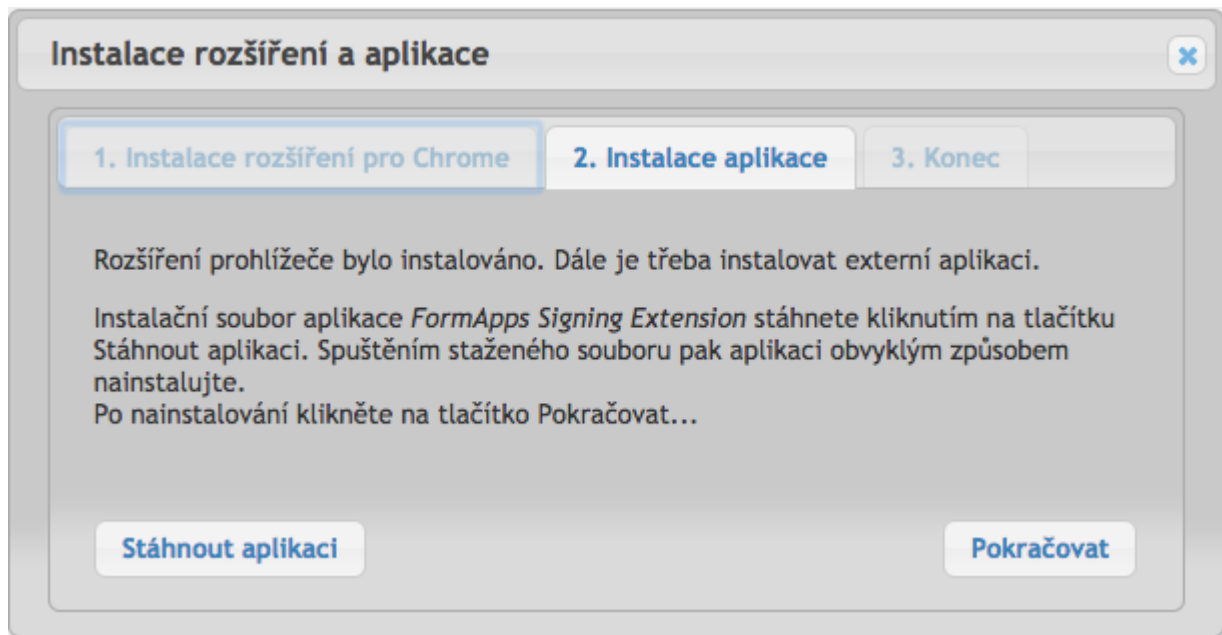 Instalace rozšíření a aplikace
1. Instalace rozšíření pro Chrome
2. Instalace aplikace
3. Konec
Rozšíření prohlížeče bylo instalováno. Dále je třeba instalovat externí aplikaci.
Instalační soubor aplikace FormApps Signing Extension stáhnete kliknutím na tlačítku
Stáhnout aplikaci. Spuštěním staženého souboru pak aplikaci obvyklým způsobem
nainstalujte.
Po nainstalování klikněte na tlačítko Pokračovat...
Stáhnout aplikaci
Pokračovat